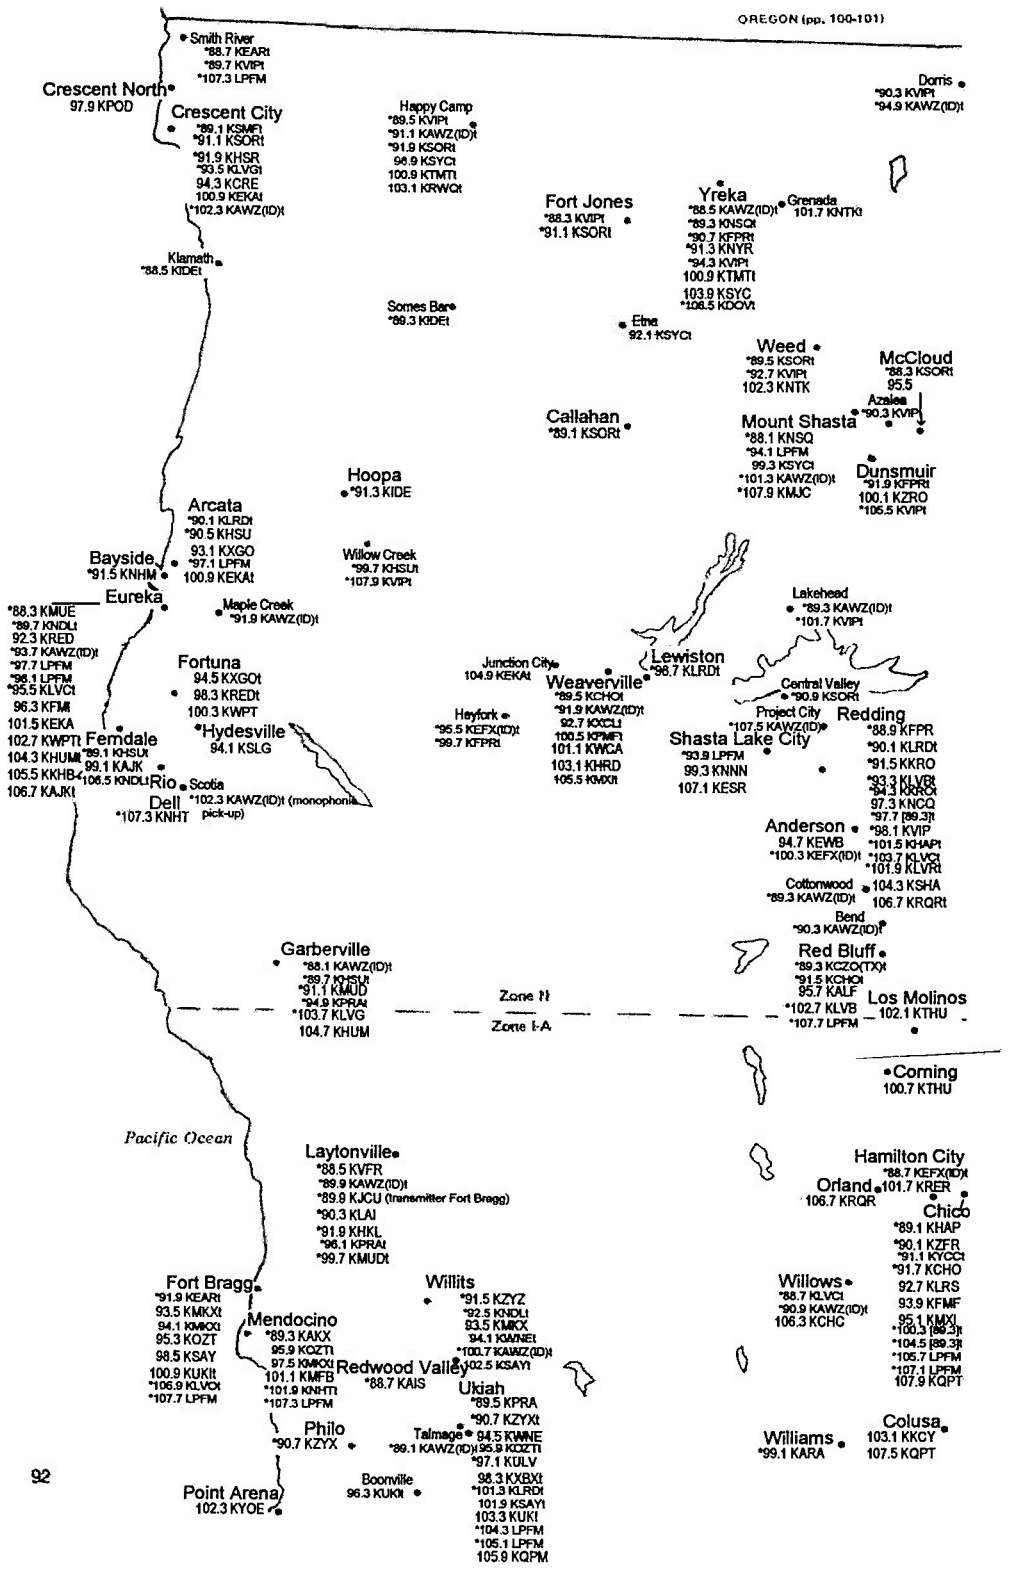 OREGON (pp. 100-101)
Smith River
*88.7 KEARt
*89.7 KVIPt
*107.3 LPFM
Crescent North
97.9 KPOD
Crescent City
*89.1 KSMFt
*91.1 KSORt
*91.9 KHSR
*93.5 KLVGt
94.3 KCRE
100.9 KEKAt
*102.3 KAWZ(ID)t
Happy Camp
*89.5 KVIPt
*91.1 KAWZ(ID)t
*91.9 KSORt
98.9 KSYCt
100.9 KTMTt
103.1 KRWQt
Dorris
*90.3 KVIPt
*94.9 KAWZ(ID)t
Fort Jones
*88.3 KVIPt
*91.1 KSORt
Yreka
*88.5 KAWZ(ID)t
*89.3 KNSQt
*90.7 KFPRt
*91.3 KNYR
*94.3 KVIPt
100.9 KTMTt
103.9 KSYC
*106.5 KDOVt
Grenada
101.7 KNTKt
Klamath
*88.5 KIDEt
Somes Bar
*89.3 KIDEt
Etna
92.1 KSYCt
Weed
*89.5 KSORt
*92.7 KVIPt
102.3 KNTK
McCloud
*88.3 KSORt
95.5
Azalea
*90.3 KVIP
Callahan
*89.1 KSORt
Mount Shasta
*88.1 KNSQ
*94.1 LPFM
99.3 KSYCt
*101.3 KAWZ(ID)t
*107.9 KMJC
Dunsmuir
*91.9 KFPRt
100.1 KZRO
*105.5 KVIPt
Hoopa
*91.3 KIDE
Arcata
*90.1 KLRDt
*90.5 KHSU
93.1 KXGO
*97.1 LPFM
100.9 KEKAt
Bayside
*91.5 KNHM
Willow Creek
*99.7 KHSUt
*107.9 KVIPt
Eureka
*88.3 KMUE
*89.7 KNDLt
92.3 KRED
*93.7 KAWZ(ID)t
*97.7 LPFM
*96.1 LPFM
*95.5 KLVCt
96.3 KFMI
101.5 KEKA
102.7 KWPTt
104.3 KHUMt
105.5 KKHB
106.7 KAJKt
Maple Creek
*91.9 KAWZ(ID)t
Lakehead
*89.3 KAWZ(ID)t
*101.7 KVIPt
Fortuna
94.5 KXGOt
98.3 KREDt
100.3 KWPT
Junction City
104.9 KEKAt
Lewiston
*98.7 KLRDt
Weaverville
*89.5 KCHOt
*91.9 KAWZ(ID)t
92.7 KXCLt
100.5 KPMFt
101.1 KWCA
103.1 KHRD
105.5 KMXIt
Central Valley
*90.9 KSORt
Hayfork
*95.5 KEFX(ID)t
*99.7 KFPRt
Project City
*107.5 KAWZ(ID)t
Shasta Lake City
*93.9 LPFM
99.3 KNNN
107.1 KESR
Redding
*88.9 KFPR
*90.1 KLRDt
*91.5 KKRO
*93.3 KLVBt
*94.3 KKROt
97.3 KNCQ
*97.7 [89.3]t
*98.1 KVIP
*101.5 KHAPt
*103.7 KLVCt
*101.9 KLVRt
104.3 KSHA
106.7 KRQRt
Hydesville
94.1 KSLG
Ferndale
*89.1 KHSUt
99.1 KAJK
*106.5 KNDLt
Rio
Dell
*107.3 KNHT
Scotia
*102.3 KAWZ(ID)t (monophonic
pick-up)
Anderson
94.7 KEWB
*100.3 KEFX(ID)t
Cottonwood
*89.3 KAWZ(ID)t
Bend
*90.3 KAWZ(ID)t
Garberville
*88.1 KAWZ(ID)t
*89.7 KHSUt
*91.1 KMUD
*94.9 KPRAt
*103.7 KLVG
104.7 KHUM
Red Bluff
*89.3 KCZO(TX)t
*91.5 KCHOt
95.7 KALF
*102.7 KLVB
*107.7 LPFM
Los Molinos
102.1 KTHU
Zone II
Zone I-A
Corning
100.7 KTHU
Pacific Ocean
Laytonville
*88.5 KVFR
*89.9 KAWZ(ID)t
*89.9 KJCU (transmitter Fort Bragg)
*90.3 KLAI
*91.9 KHKL
*96.1 KPRAt
*99.7 KMUDt
Hamilton City
*88.7 KEFX(ID)t
101.7 KRER
Orland
106.7 KRQR
Chico
*89.1 KHAP
*90.1 KZFR
*91.1 KYCCt
*91.7 KCHO
92.7 KLRS
93.9 KFMF
95.1 KMXI
*100.3 [89.3]t
*104.5 [89.3]t
*105.7 LPFM
*107.1 LPFM
107.9 KQPT
Fort Bragg
*91.9 KEARt
93.5 KMKXt
94.1 KMKXt
95.3 KOZT
98.5 KSAY
100.9 KUKIt
*106.9 KLVOt
*107.7 LPFM
Willits
*91.5 KZYZ
*92.5 KNDLt
93.5 KMKX
94.1 KWNEt
*100.7 KAWZ(ID)t
102.5 KSAYt
Willows
*88.7 KLVCt
*90.9 KAWZ(ID)t
106.3 KCHC
Mendocino
*89.3 KAKX
95.9 KOZTt
97.5 KMKXt
101.1 KMFB
*101.9 KNHTt
*107.3 LPFM
Redwood Valley
*88.7 KAIS
Ukiah
*89.5 KPRA
*90.7 KZYXt
94.5 KWNE
95.9 KOZTt
*97.1 KULV
98.3 KXBXt
*101.3 KLRDt
101.9 KSAYt
103.3 KUKI
*104.3 LPFM
*105.1 LPFM
105.9 KQPM
Philo
*90.7 KZYX
Talmage
*89.1 KAWZ(ID)t
Colusa
103.1 KKCY
107.5 KQPT
Williams
*99.1 KARA
Boonville
96.3 KUKIt
Point Arena
102.3 KYOE
92